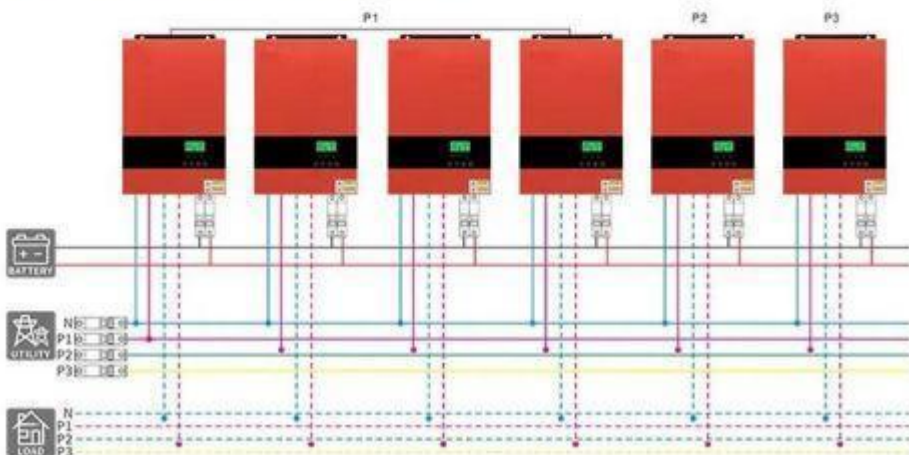 P1 P2 P3
BATTERY
N
P1
P2
P3
UTILITY
N
P1
P2
P3
LOAD